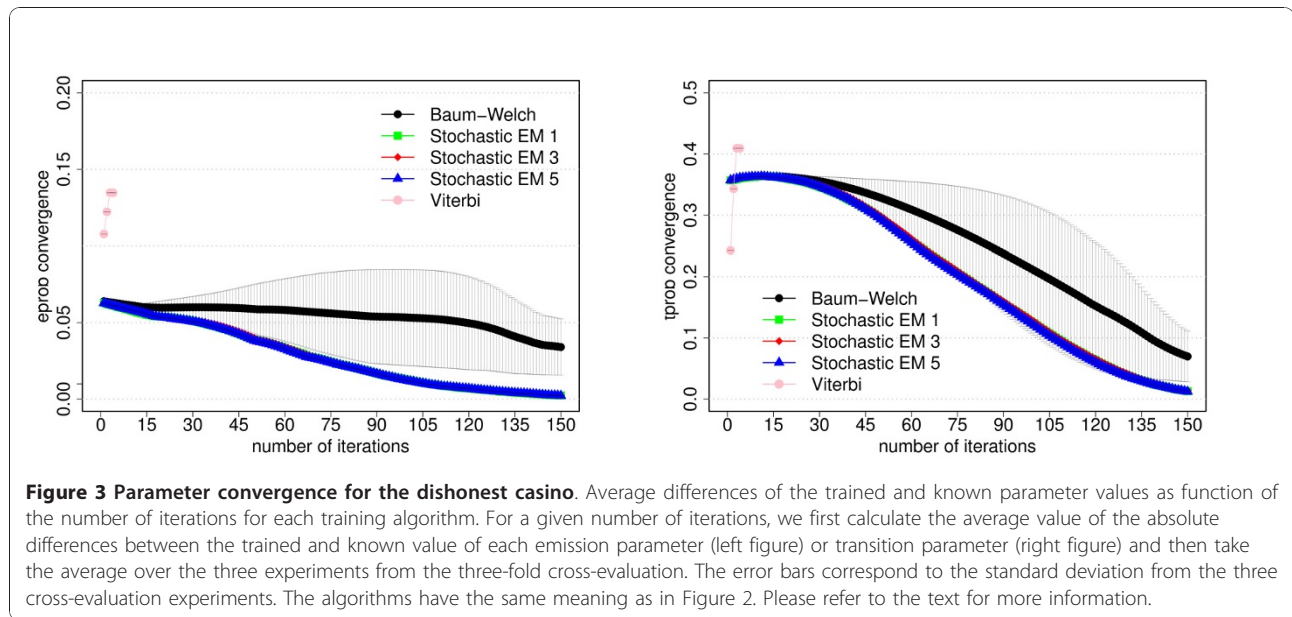 0.20
0.15
0.05
0.00
eprob convergence
Baum-Welch
Stochastic EM 1
Stochastic EM 3
Stochastic EM 5
Viterbi
0 15 30 45 60 75 90 105 120 135 150
number of iterations
0.5
0.4
0.3
0.2
0.1
0.0
τprob convergence
Baum-Welch
Stochastic EM 1
Stochastic EM 3
Stochastic EM 5
Viterbi
0 15 30 45 60 75 90 105 120 135 150
number of iterations
Figure 3 Parameter convergence for the dishonest casino. Average differences of the trained and known parameter values as function of
the number of iterations for each training algorithm. For a given number of iterations, we first calculate the average value of the absolute
differences between the trained and known value of each emission parameter (left figure) or transition parameter (right figure) and then take
the average over the three experiments from the three-fold cross-evaluation. The error bars correspond to the standard deviation from the three
cross-evaluation experiments. The algorithms have the same meaning as in Figure 2. Please refer to the text for more information.